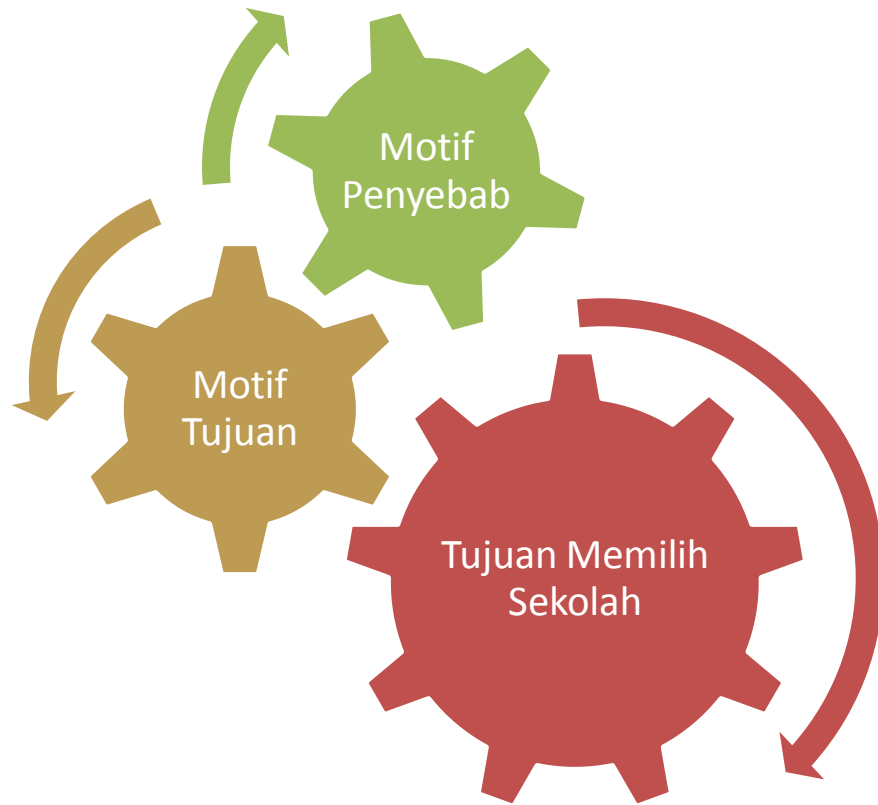 Motif
Penyebab
Motif
Tujuan
Tujuan Memilih
Sekolah